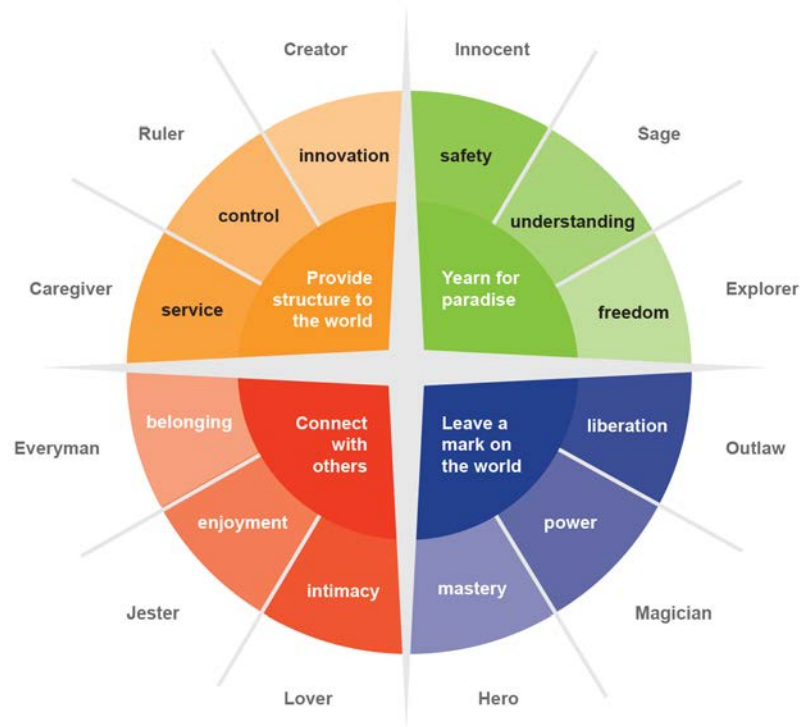 Creator
Innocent
Ruler
Sage
innovation
safety
control
understanding
Caregiver
Explorer
service
freedom
Provide
structure to
the world
Yearn for
paradise
belonging
liberation
Everyman
Outlaw
Connect
with
others
Leave a
mark on
the world
enjoyment
power
intimacy
mastery
Jester
Magician
Lover
Hero